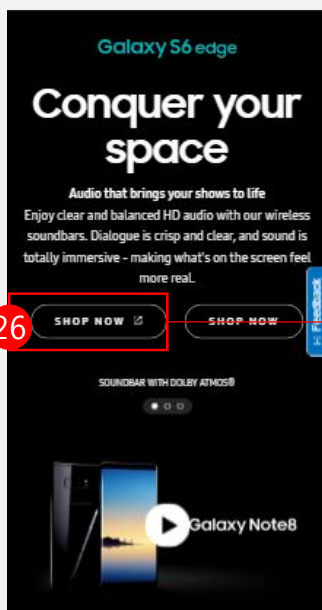 Galaxy S6 edge
Conquer your
space
Audio that brings your shows to life
Enjoy clear and balanced HD audio with our wireless
soundbars. Dialogue is crisp and clear, and sound is
totally immersive - making what's on the screen feel
more real.
26
SHOP NOW
SHOP NOW
Feedback
SOUNDBAR WITH DOLBY ATMOS®
Galaxy Note8